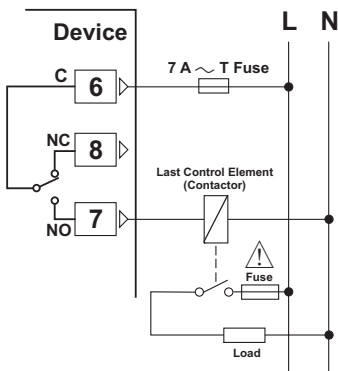 L N
Device
7 A ~ T Fuse
C
6
NC
8
Last Control Element
(Contactor)
7
NO
Fuse
Load